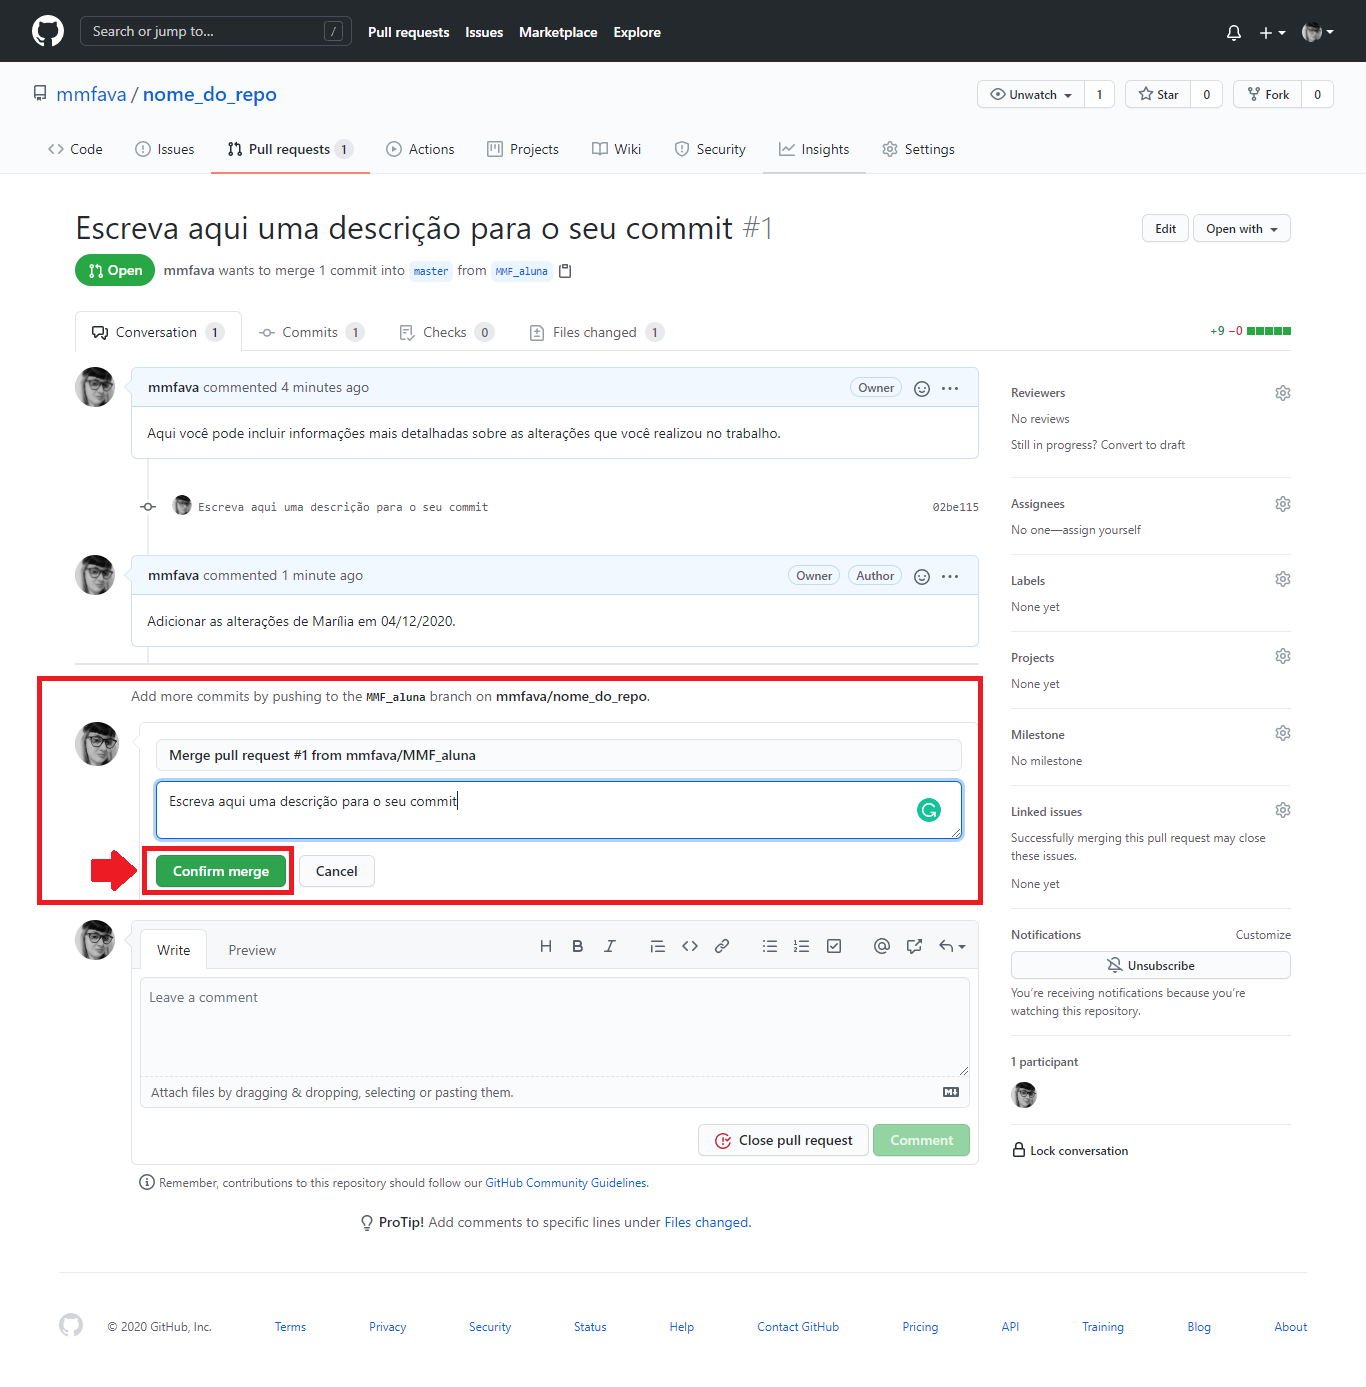 Search or jump to... /
Pull requests Issues Marketplace Explore
mmfava / nome_do_repo
Unwatch 1 Star 0 Fork 0
Code Issues Pull requests 1 Actions Projects Wiki Security Insights Settings
Escreva aqui uma descrição para o seu commit #1
Edit Open with
Open mmfava wants to merge 1 commit into master from MMF_aluna
Conversation 1 Commits 1 Checks 0 Files changed 1
+9 −0
mmfava commented 4 minutes ago Owner
Aqui você pode incluir informações mais detalhadas sobre as alterações que você realizou no trabalho.
Escreva aqui uma descrição para o seu commit 02be115
mmfava commented 1 minute ago Owner Author
Adicionar as alterações de Marília em 04/12/2020.
Add more commits by pushing to the MMF_aluna branch on mmfava/nome_do_repo.
Merge pull request #1 from mmfava/MMF_aluna
Escreva aqui uma descrição para o seu commit
Confirm merge Cancel
Write Preview
H B I
Leave a comment
Attach files by dragging & dropping, selecting or pasting them.
Close pull request Comment
Remember, contributions to this repository should follow our GitHub Community Guidelines.
ProTip! Add comments to specific lines under Files changed.
Reviewers
No reviews
Still in progress? Convert to draft
Assignees
No one—assign yourself
Labels
None yet
Projects
None yet
Milestone
No milestone
Linked issues
Successfully merging this pull request may close
these issues.
None yet
Notifications Customize
Unsubscribe
You’re receiving notifications because you’re
watching this repository.
1 participant
Lock conversation
© 2020 GitHub, Inc. Terms Privacy Security Status Help Contact GitHub Pricing API Training Blog About